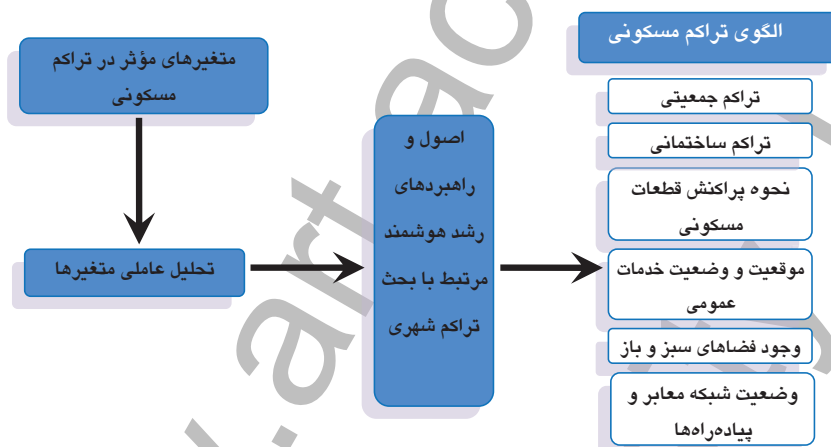 متغیرهای مؤثر در تراکم
مسکونی
تحلیل عاملی متغیرها
اصول و
راهبردهای
رشد هوشمند
مرتبط با بحث
تراکم شهری
الگوی تراکم مسکونی
تراکم جمعیتی
تراکم ساختمانی
نحوه پراکنش قطعات
مسکونی
موقعیت و وضعیت خدمات
عمومی
وجود فضاهای سبز و باز
وضعیت شبکه معابر و
پیاده‌راه‌ها